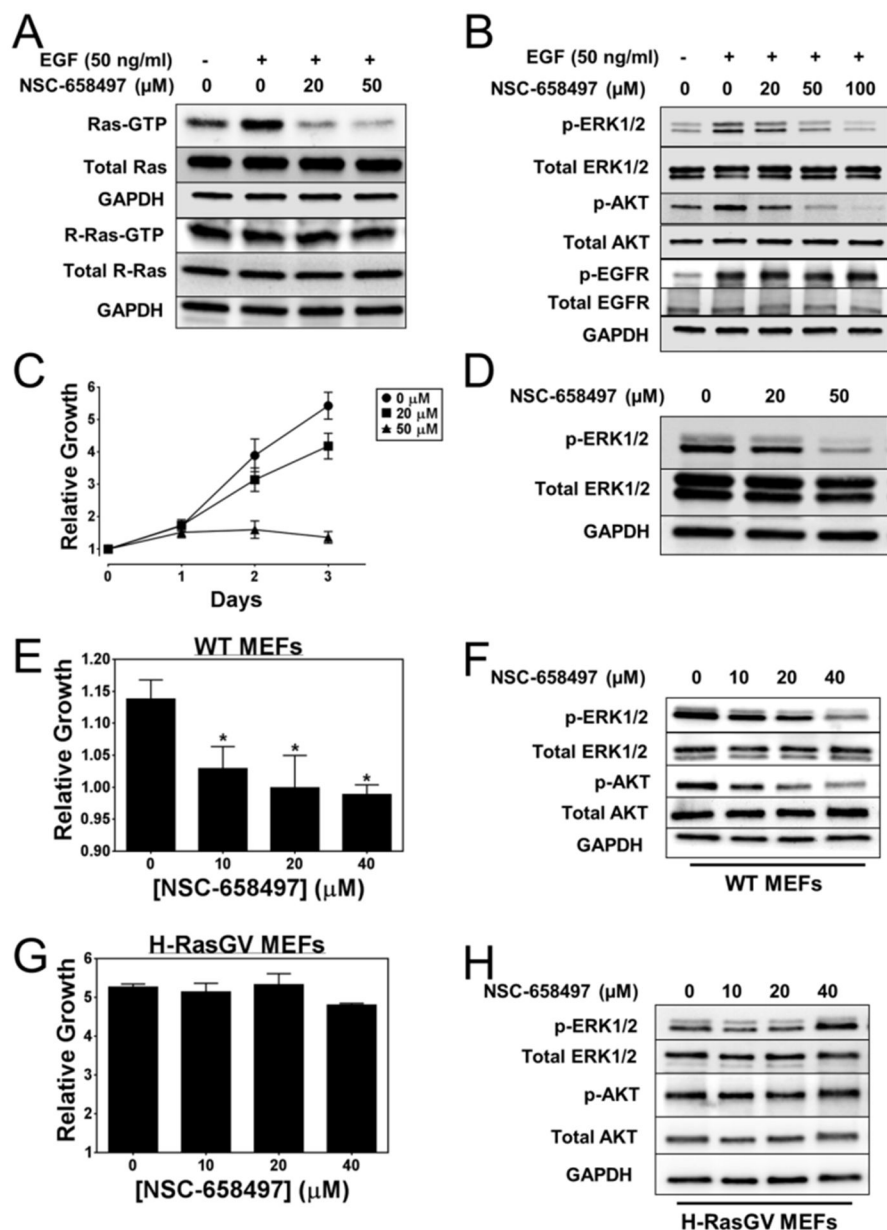 A
EGF (50 ng/ml) - + + +
NSC-658497 (µM) 0 0 20 50
Ras-GTP
Total Ras
GAPDH
R-Ras-GTP
Total R-Ras
GAPDH
B
EGF (50 ng/ml) - + + + +
NSC-658497 (µM) 0 0 20 50 100
p-ERK1/2
Total ERK1/2
p-AKT
Total AKT
p-EGFR
Total EGFR
GAPDH
C
Relative Growth
6
5
4
3
2
1
0 1 2 3
Days
0 µM
20 µM
50 µM
D
NSC-658497 (µM) 0 20 50
p-ERK1/2
Total ERK1/2
GAPDH
E
WT MEFs
Relative Growth
1.20
1.15
1.10
1.05
1.00
0.95
0.90
* * *
0 10 20 40
[NSC-658497] (µM)
F
NSC-658497 (µM) 0 10 20 40
p-ERK1/2
Total ERK1/2
p-AKT
Total AKT
GAPDH
WT MEFs
G
H-RasGV MEFs
Relative Growth
6
5
4
3
2
1
0 10 20 40
[NSC-658497] (µM)
H
NSC-658497 (µM) 0 10 20 40
p-ERK1/2
Total ERK1/2
p-AKT
Total AKT
GAPDH
H-RasGV MEFs